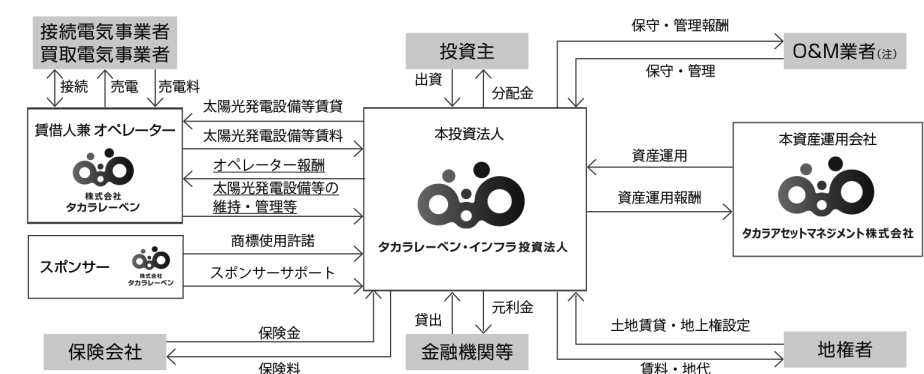 接続電気事業者
買取電気事業者
投資主
保守・管理報酬
保守・管理
O&M業者(注)
接続
売電
売電料
出資
分配金
賃借人兼 オペレーター
株式会社
タカラレーベン
太陽光発電設備等賃貸
太陽光発電設備等賃料
オペレーター報酬
太陽光発電設備等の
維持・管理等
本投資法人
タカラレーベン・インフラ投資法人
資産運用
資産運用報酬
本資産運用会社
タカラアセットマネジメント株式会社
スポンサー
株式会社
タカラレーベン
商標使用許諾
スポンサーサポート
保険会社
保険金
保険料
貸出
元利金
金融機関等
土地賃貸・地上権設定
賃料・地代
地権者